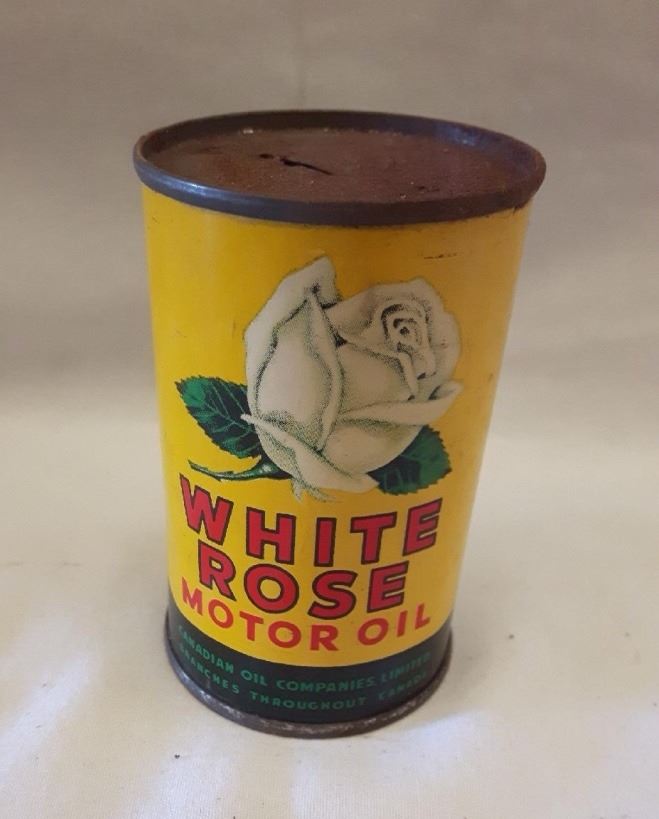 WHITE
ROSE
MOTOR OIL
CANADIAN OIL COMPANIES, LIMITED
BRANCHES THROUGHOUT CANADA